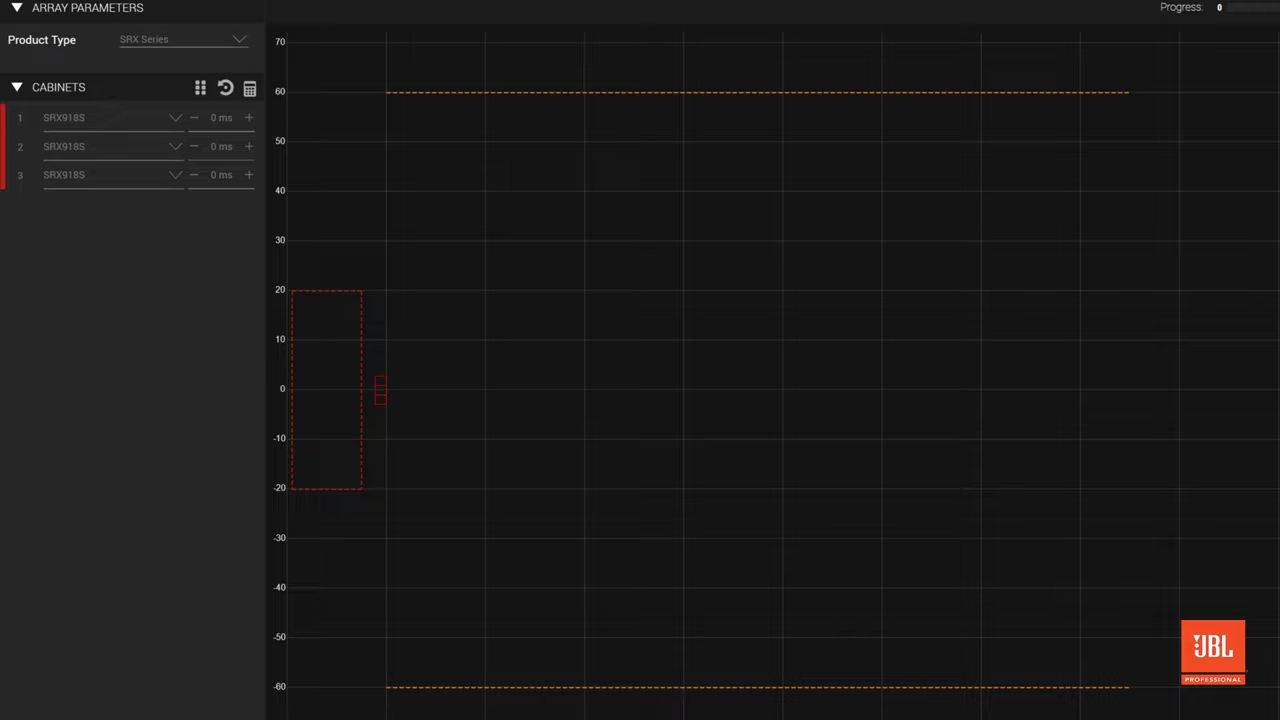 ARRAY PARAMETERS
Progress: 0
Product Type SRX Series
CABINETS
1 SRX918S − 0 ms +
2 SRX918S − 0 ms +
3 SRX918S − 0 ms +
70
60
50
40
30
20
10
0
-10
-20
-30
-40
-50
-60
JBL
PROFESSIONAL